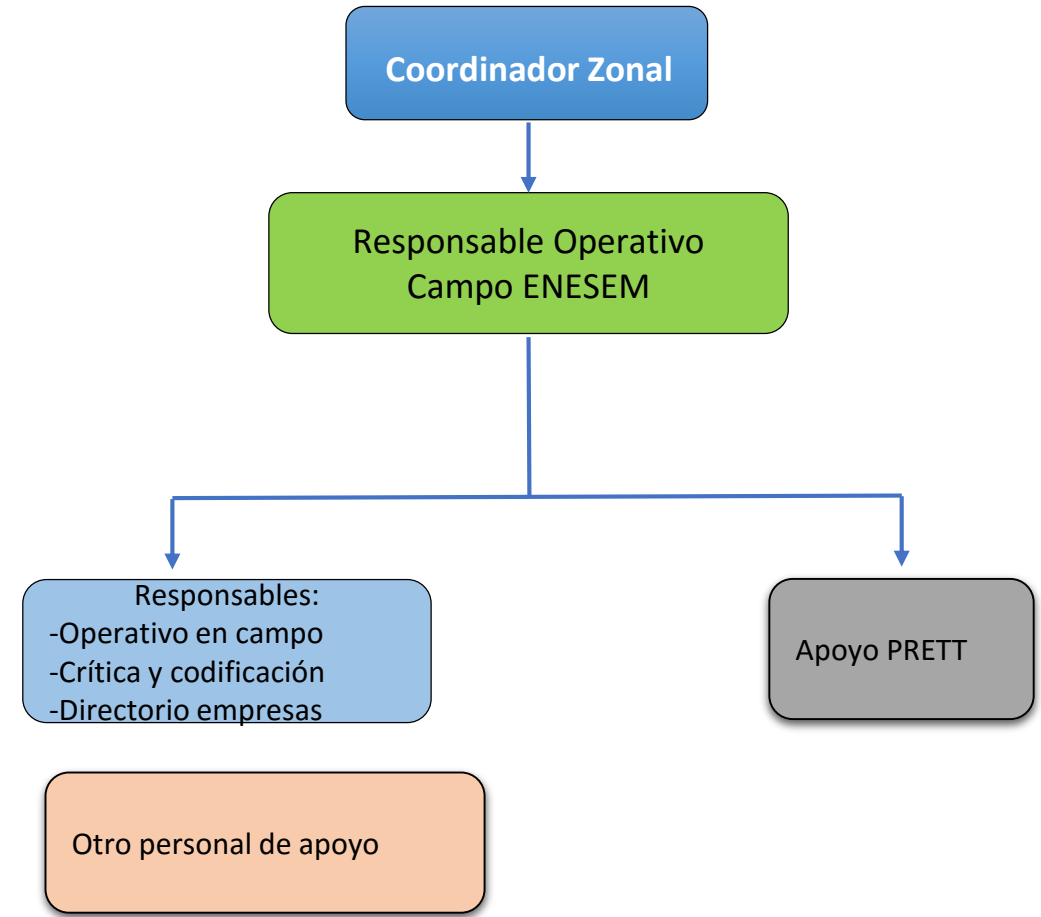 Coordinador Zonal
Responsable Operativo
Campo ENESEM
Responsables:
-Operativo en campo
-Crítica y codificación
-Directorio empresas
Apoyo PRETT
Otro personal de apoyo